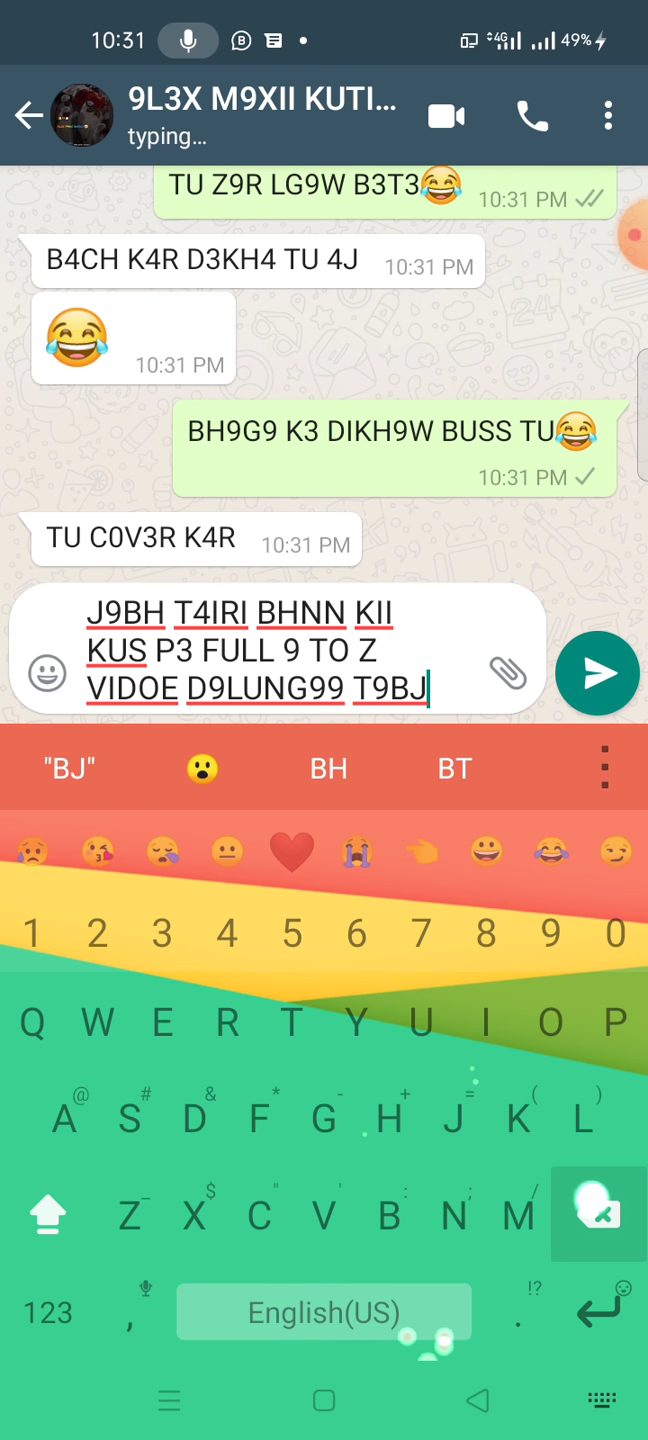 10:31
4G
49%
9L3X M9XII KUTI...
typing...
TU Z9R LG9W B3T3😂 10:31 PM
B4CH K4R D3KH4 TU 4J 10:31 PM
😂 10:31 PM
BH9G9 K3 DIKH9W BUSS TU😂
10:31 PM
TU C0V3R K4R 10:31 PM
J9BH T4IRI BHNN KII
KUS P3 FULL 9 TO Z
VIDOE D9LUNG99 T9BJ
"BJ" 😮 BH BT
1 2 3 4 5 6 7 8 9 0
Q W E R T Y U I O P
@ # & * - + = ( )
A S D F G H J K L
_ $ " ' : ; /
Z X C V B N M
!?
123 , English(US) .